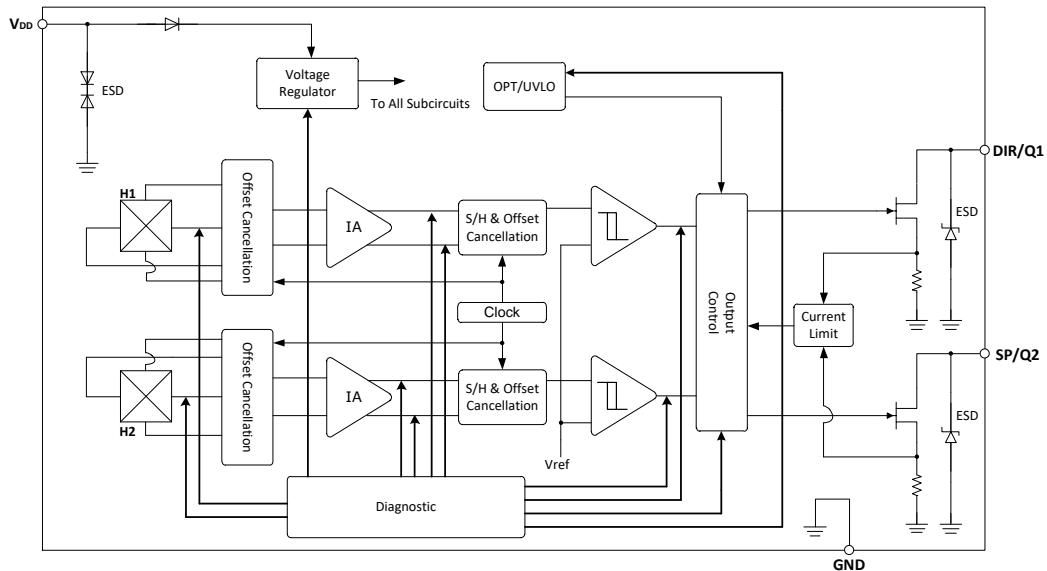 VDD
ESD
Voltage
Regulator
To All Subcircuits
OPT/UVLO
DIR/Q1
H1
Offset Cancellation
IA
S/H & Offset
Cancellation
ESD
Clock
Output
Control
Current
Limit
SP/Q2
H2
Offset Cancellation
IA
S/H & Offset
Cancellation
ESD
Vref
Diagnostic
GND